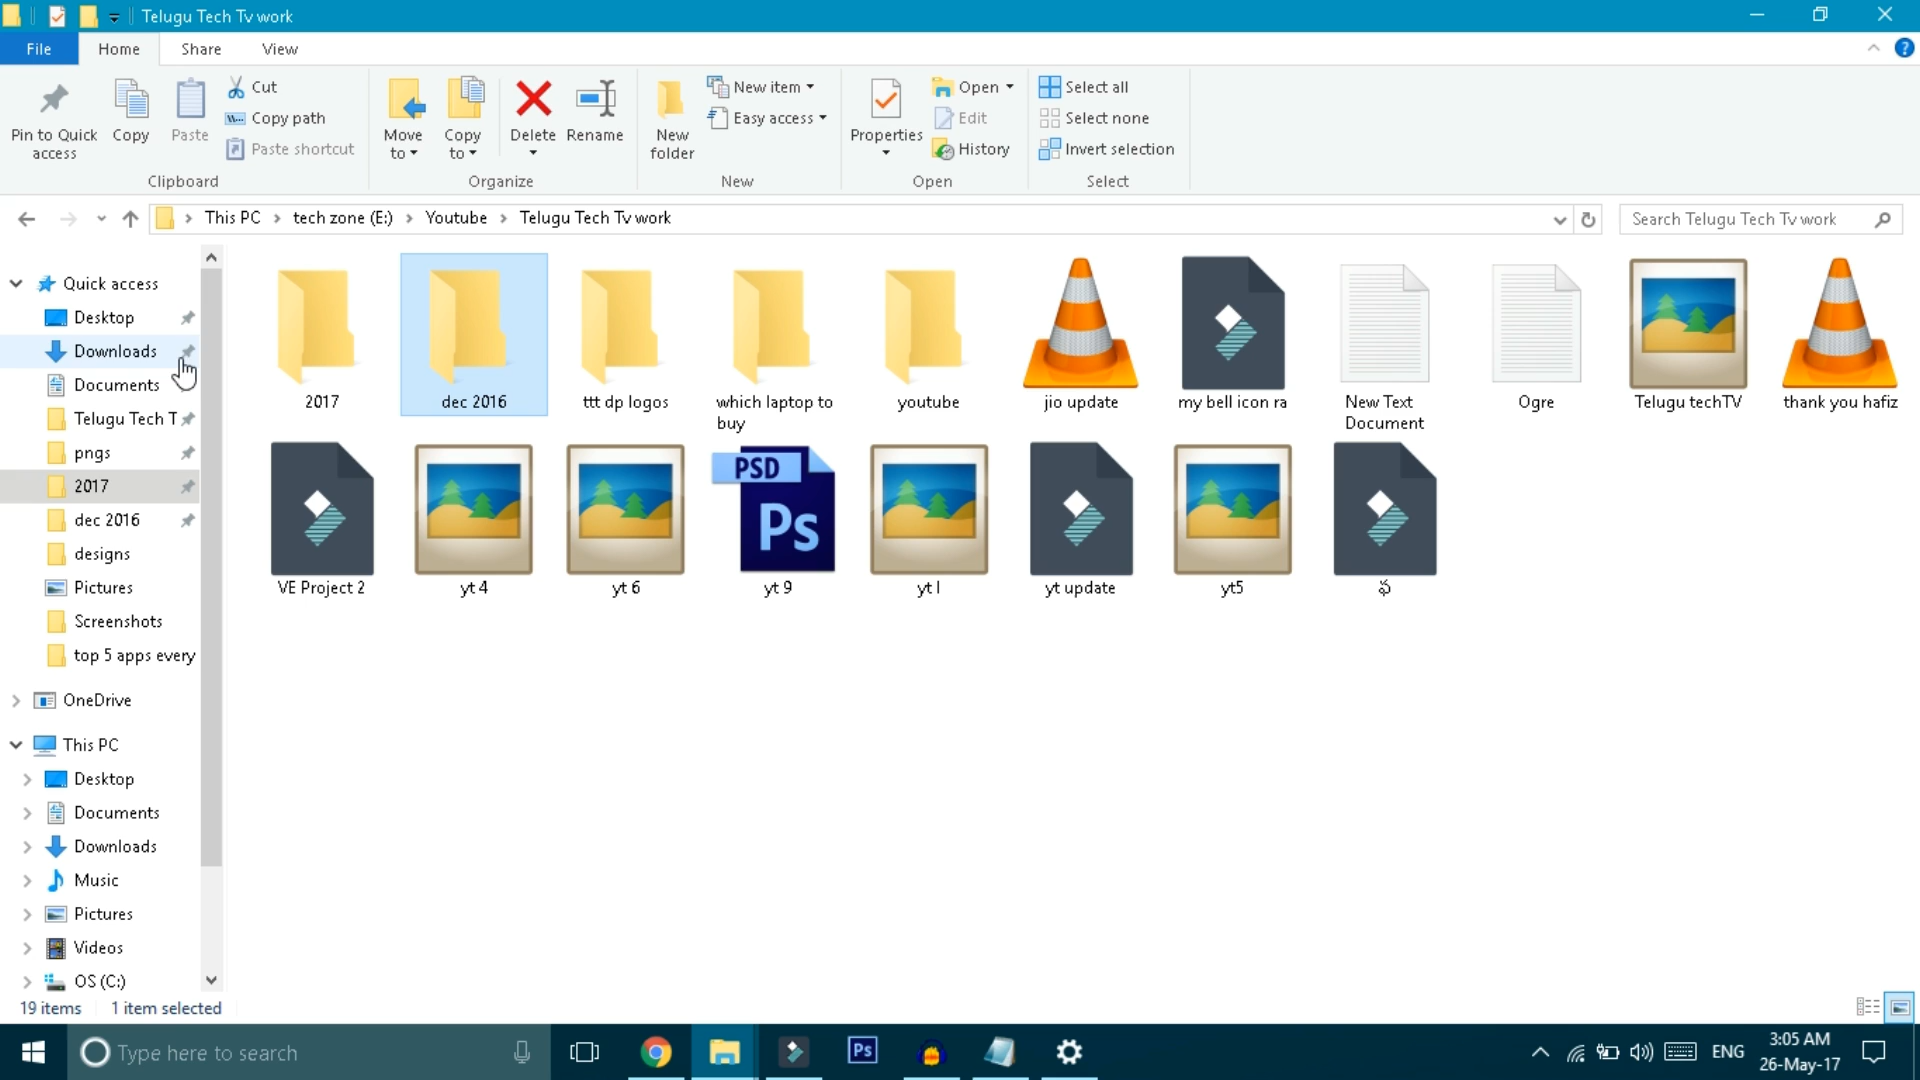 Telugu Tech Tv work
File Home Share View
Pin to Quick access
Copy
Paste
Cut
Copy path
Paste shortcut
Move to
Copy to
Delete
Rename
New folder
New item
Easy access
Properties
Open
Edit
History
Select all
Select none
Invert selection
Clipboard Organize New Open Select
This PC > tech zone (E:) > Youtube > Telugu Tech Tv work
Search Telugu Tech Tv work
Quick access
Desktop
Downloads
Documents
Telugu Tech T
pngs
2017
dec 2016
designs
Pictures
Screenshots
top 5 apps every
OneDrive
This PC
Desktop
Documents
Downloads
Music
Pictures
Videos
OS (C:)
2017
dec 2016
ttt dp logos
which laptop to
buy
youtube
jio update
my bell icon ra
New Text
Document
Ogre
Telugu techTV
thank you hafiz
VE Project 2
yt 4
yt 6
PSD
Ps
yt 9
yt l
yt update
yt5
19 items 1 item selected
Type here to search
Ps
ENG
3:05 AM
26-May-17